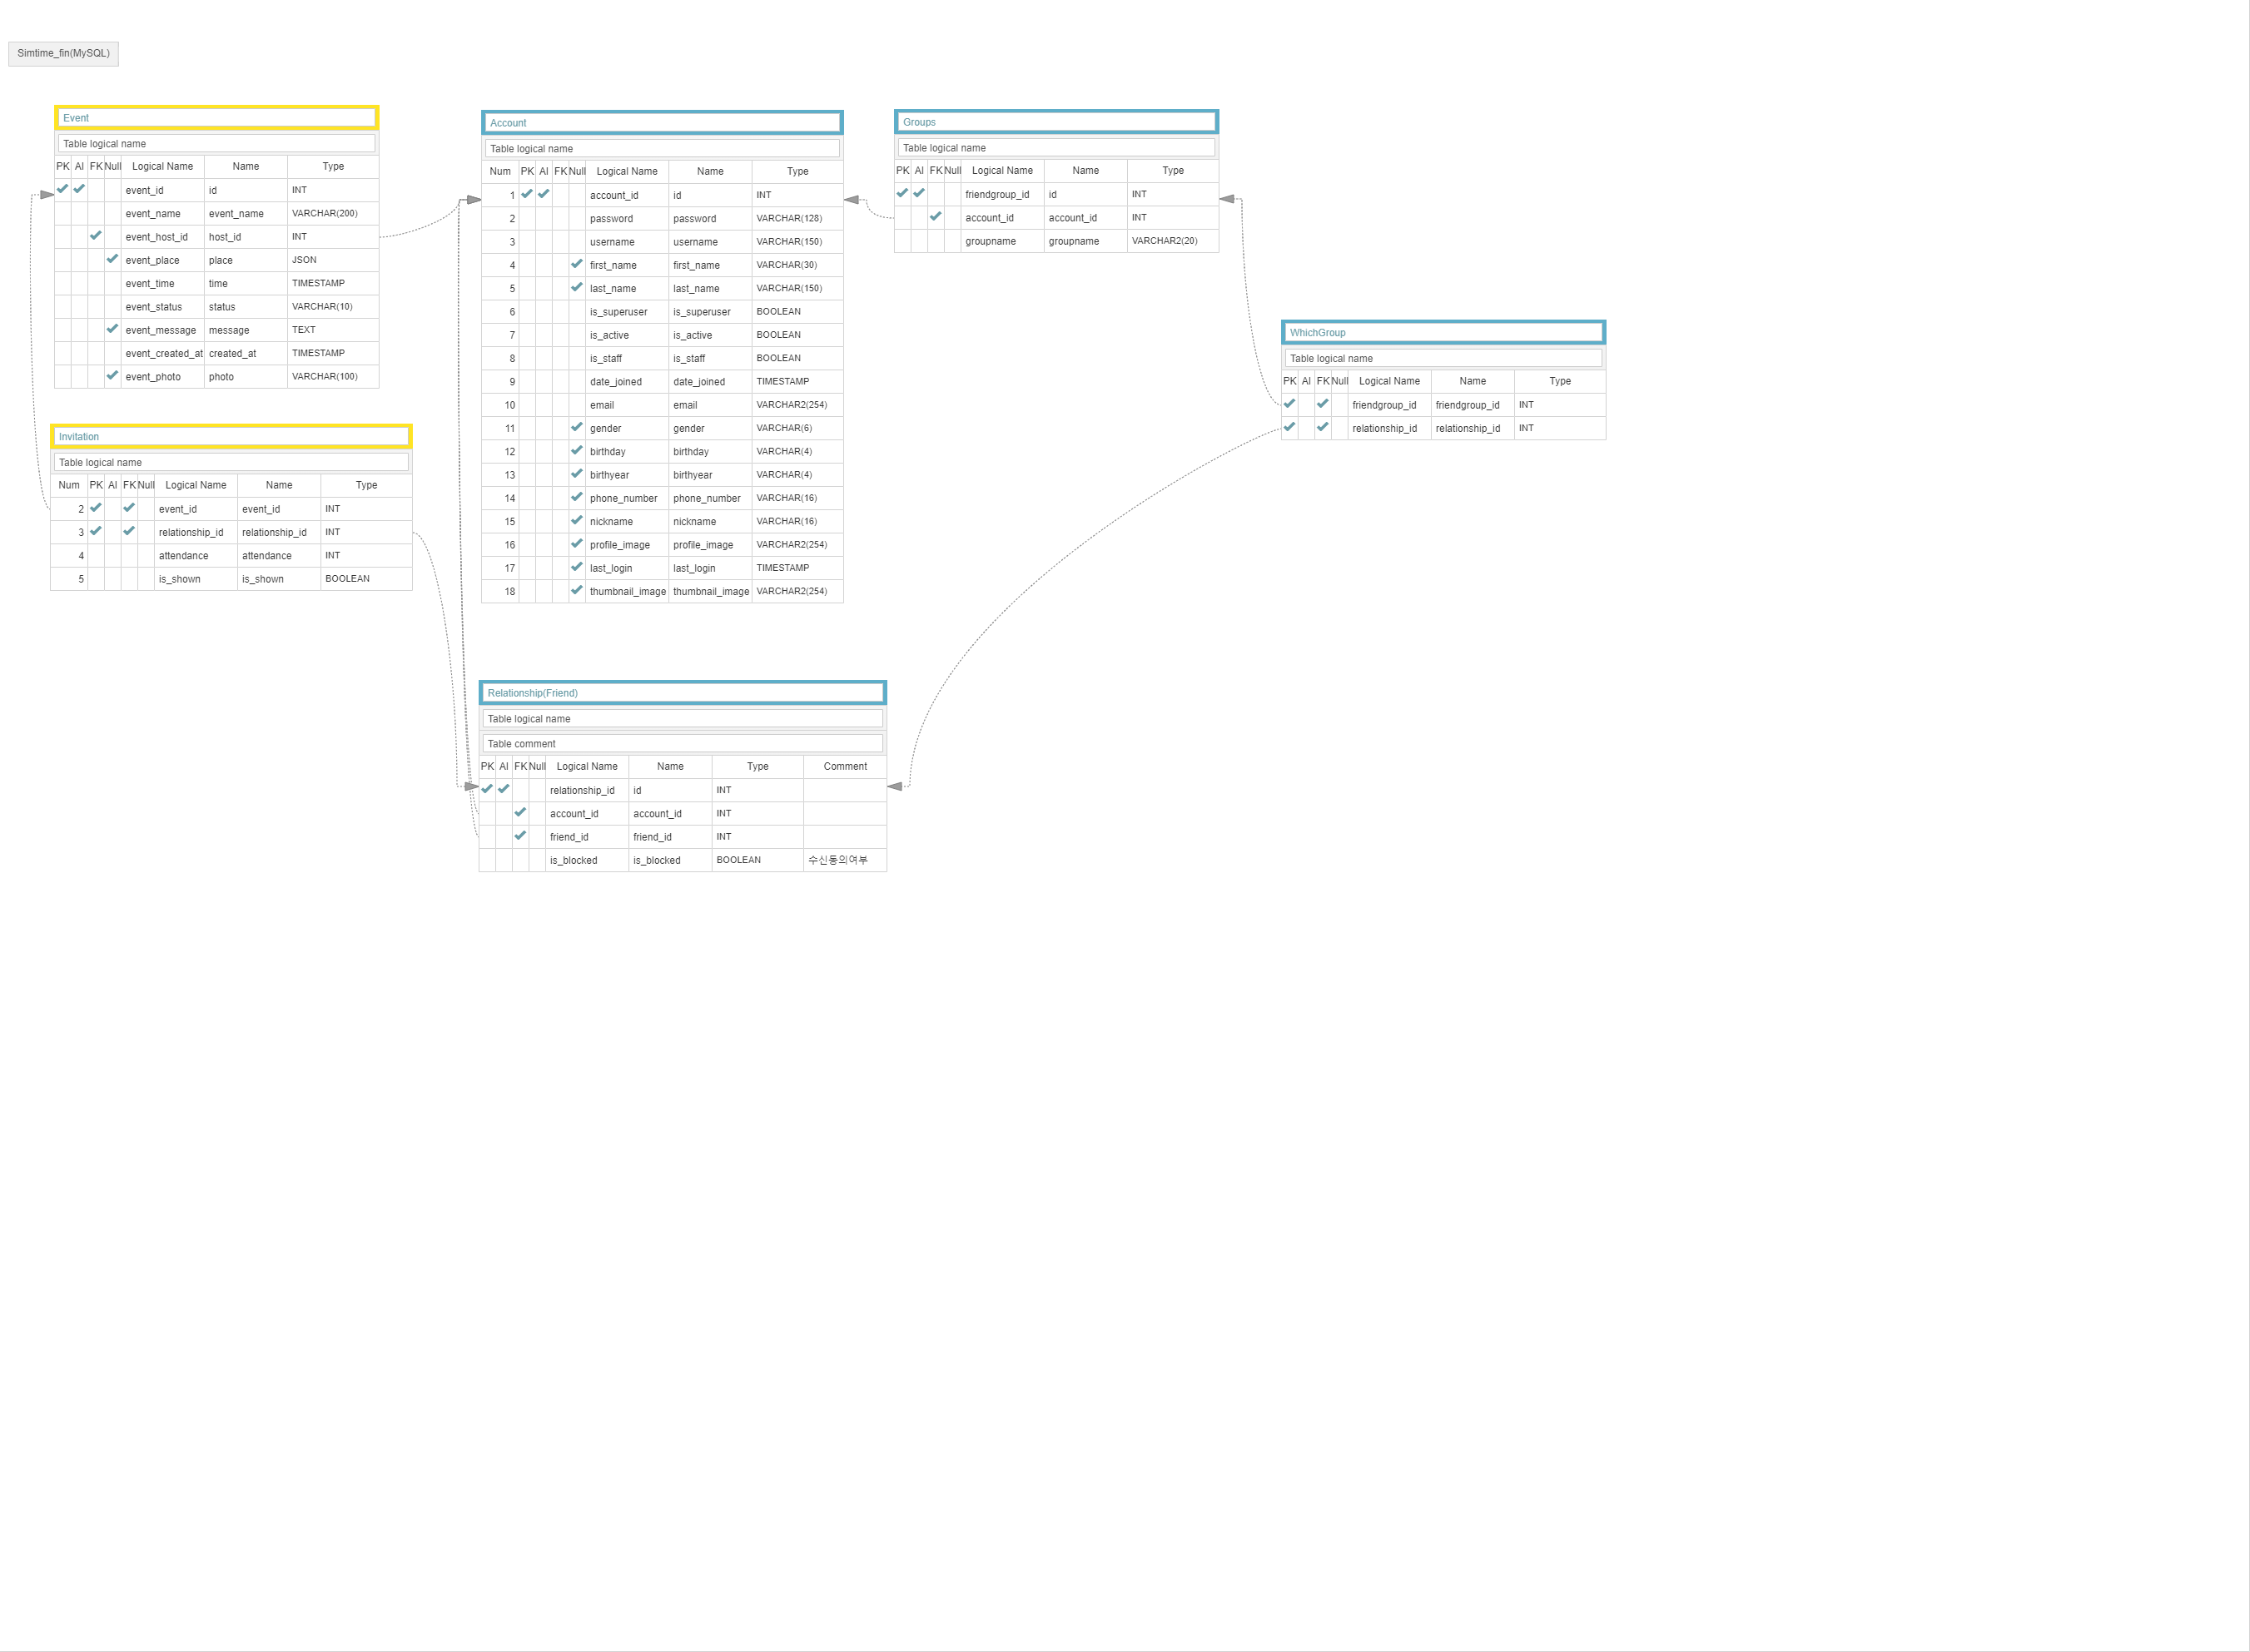 Simtime_fin(MySQL)
Event
Table logical name
PK AI FK Null Logical Name Name Type
event_id id INT
event_name event_name VARCHAR(200)
event_host_id host_id INT
event_place place JSON
event_time time TIMESTAMP
event_status status VARCHAR(10)
event_message message TEXT
event_created_at created_at TIMESTAMP
event_photo photo VARCHAR(100)
Invitation
Table logical name
Num PK AI FK Null Logical Name Name Type
2 event_id event_id INT
3 relationship_id relationship_id INT
4 attendance attendance INT
5 is_shown is_shown BOOLEAN
Account
Table logical name
Num PK AI FK Null Logical Name Name Type
1 account_id id INT
2 password password VARCHAR(128)
3 username username VARCHAR(150)
4 first_name first_name VARCHAR(30)
5 last_name last_name VARCHAR(150)
6 is_superuser is_superuser BOOLEAN
7 is_active is_active BOOLEAN
8 is_staff is_staff BOOLEAN
9 date_joined date_joined TIMESTAMP
10 email email VARCHAR2(254)
11 gender gender VARCHAR(6)
12 birthday birthday VARCHAR(4)
13 birthyear birthyear VARCHAR(4)
14 phone_number phone_number VARCHAR(16)
15 nickname nickname VARCHAR(16)
16 profile_image profile_image VARCHAR2(254)
17 last_login last_login TIMESTAMP
18 thumbnail_image thumbnail_image VARCHAR2(254)
Relationship(Friend)
Table logical name
Table comment
PK AI FK Null Logical Name Name Type Comment
relationship_id id INT
account_id account_id INT
friend_id friend_id INT
is_blocked is_blocked BOOLEAN 수신동의여부
Groups
Table logical name
PK AI FK Null Logical Name Name Type
friendgroup_id id INT
account_id account_id INT
groupname groupname VARCHAR2(20)
WhichGroup
Table logical name
PK AI FK Null Logical Name Name Type
friendgroup_id friendgroup_id INT
relationship_id relationship_id INT